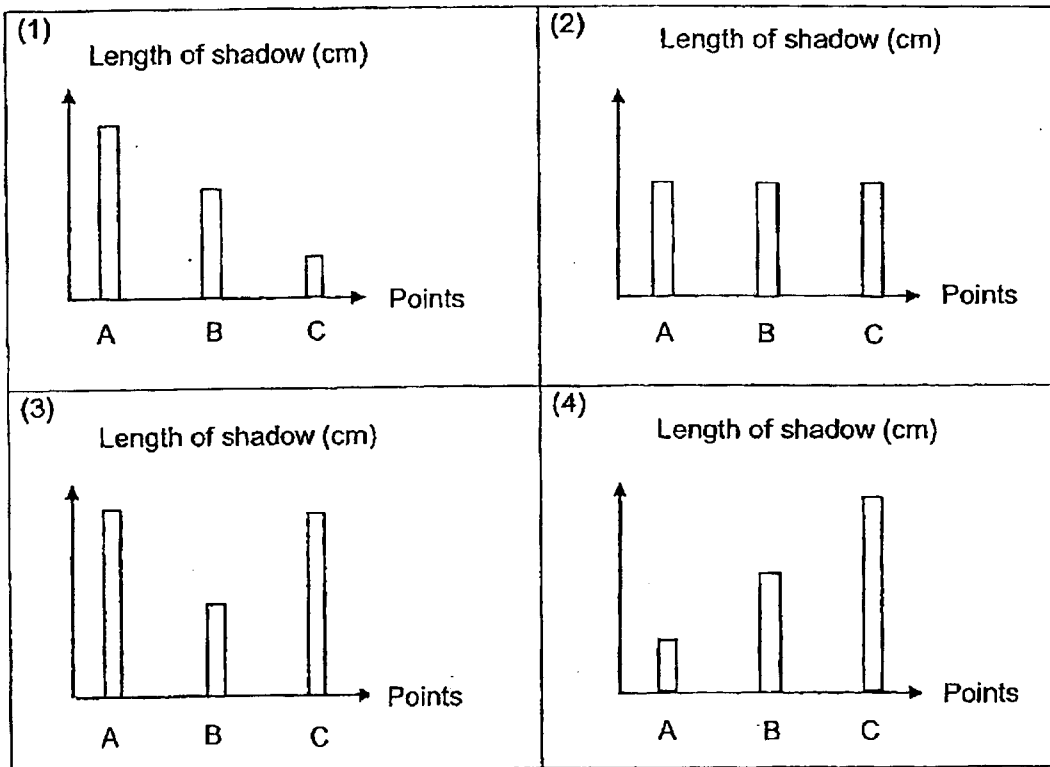 (1)
Length of shadow (cm)
Points
A B C
(2)
Length of shadow (cm)
Points
A B C
(3)
Length of shadow (cm)
Points
A B C
(4)
Length of shadow (cm)
Points
A B C